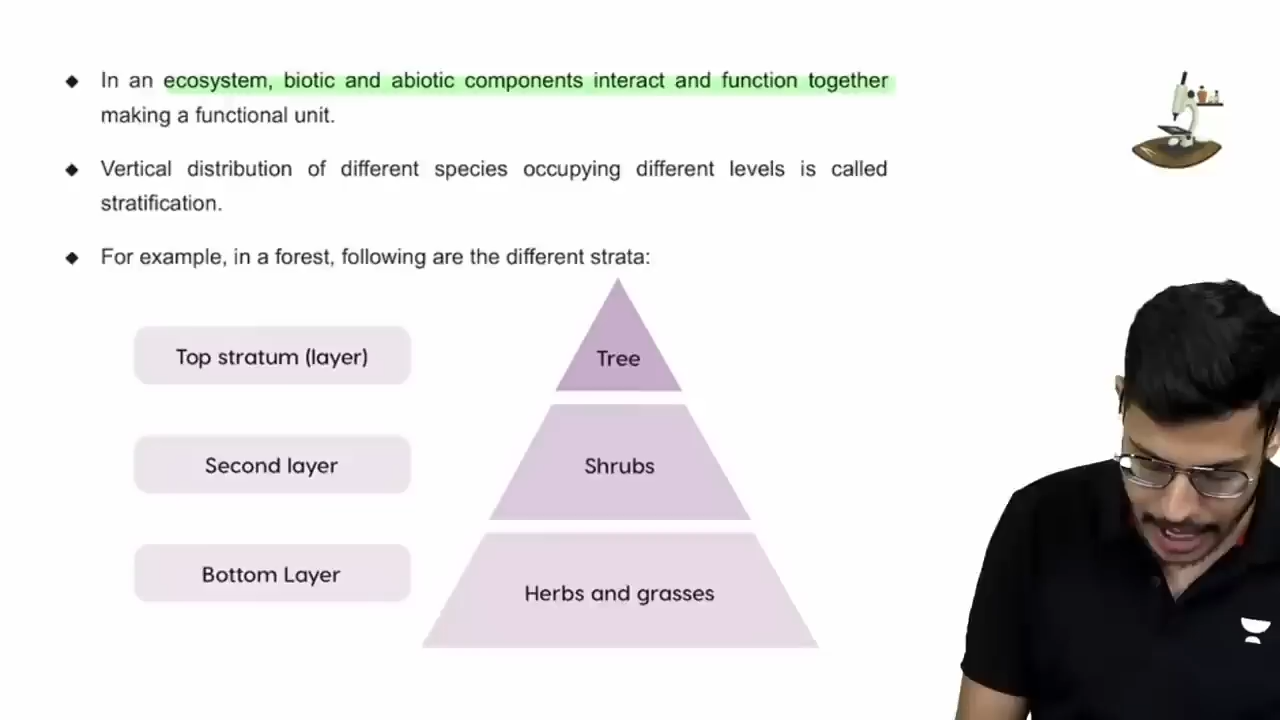 ◆ In an ecosystem, biotic and abiotic components interact and function together
making a functional unit.
◆ Vertical distribution of different species occupying different levels is called
stratification.
◆ For example, in a forest, following are the different strata:
Top stratum (layer)
Tree
Second layer
Shrubs
Bottom Layer
Herbs and grasses